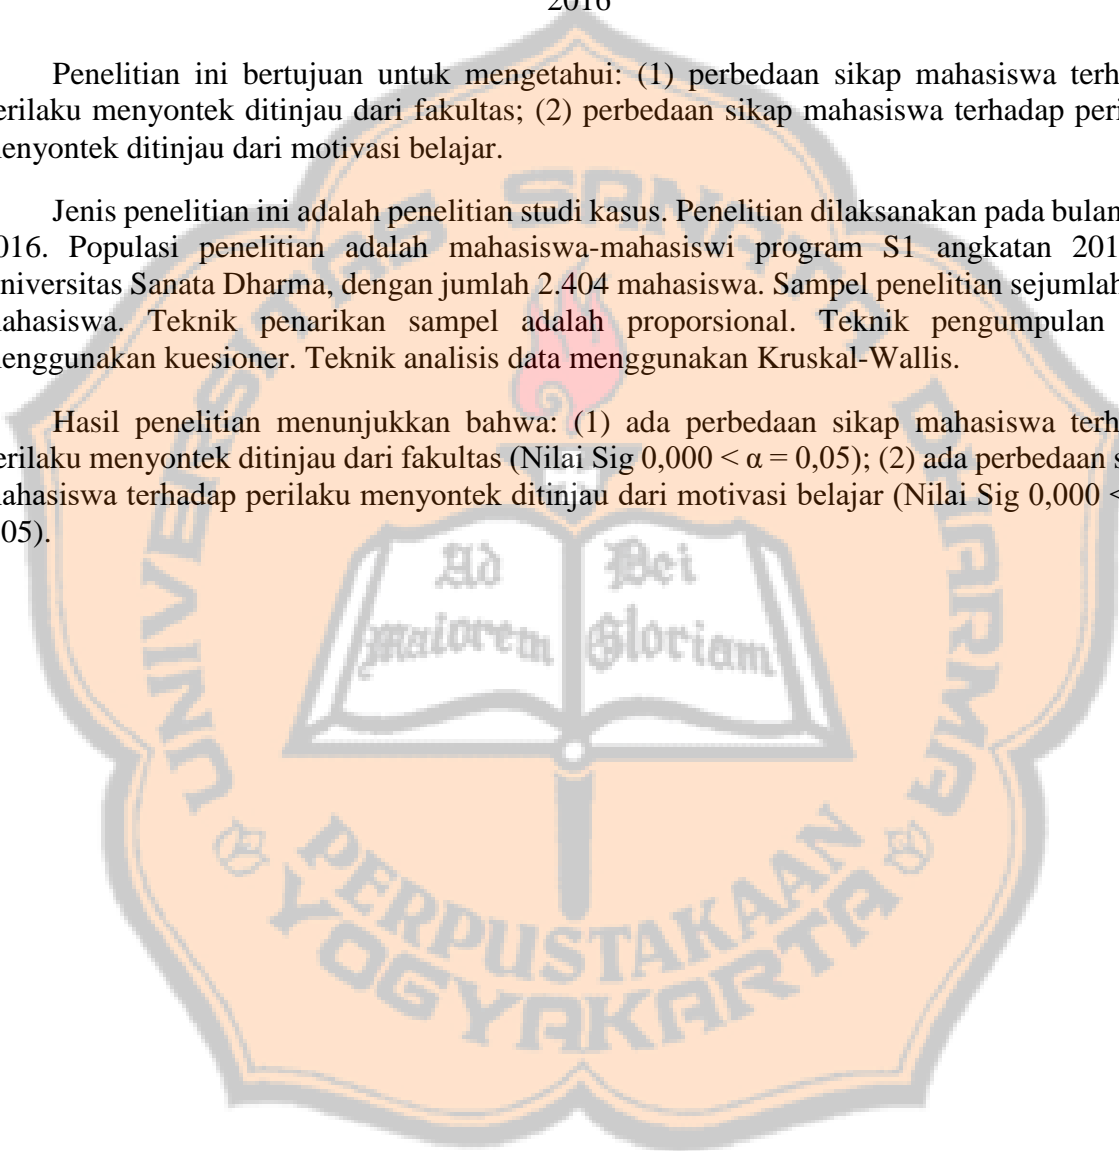 2016
Penelitian ini bertujuan untuk mengetahui: (1) perbedaan sikap mahasiswa terh
erilaku menyontek ditinjau dari fakultas; (2) perbedaan sikap mahasiswa terhadap peri
enyontek ditinjau dari motivasi belajar.
Jenis penelitian ini adalah penelitian studi kasus. Penelitian dilaksanakan pada bulan
016. Populasi penelitian adalah mahasiswa-mahasiswi program S1 angkatan 201
niversitas Sanata Dharma, dengan jumlah 2.404 mahasiswa. Sampel penelitian sejumlah
ahasiswa. Teknik penarikan sampel adalah proporsional. Teknik pengumpulan
enggunakan kuesioner. Teknik analisis data menggunakan Kruskal-Wallis.
Hasil penelitian menunjukkan bahwa: (1) ada perbedaan sikap mahasiswa terh
erilaku menyontek ditinjau dari fakultas (Nilai Sig 0,000 < α = 0,05); (2) ada perbedaan s
ahasiswa terhadap perilaku menyontek ditinjau dari motivasi belajar (Nilai Sig 0,000 <
,05).
UNIVERSITAS SANATA DHARMA
Ad
maiorem
Dei
Gloriam
PERPUSTAKAAN
YOGYAKARTA